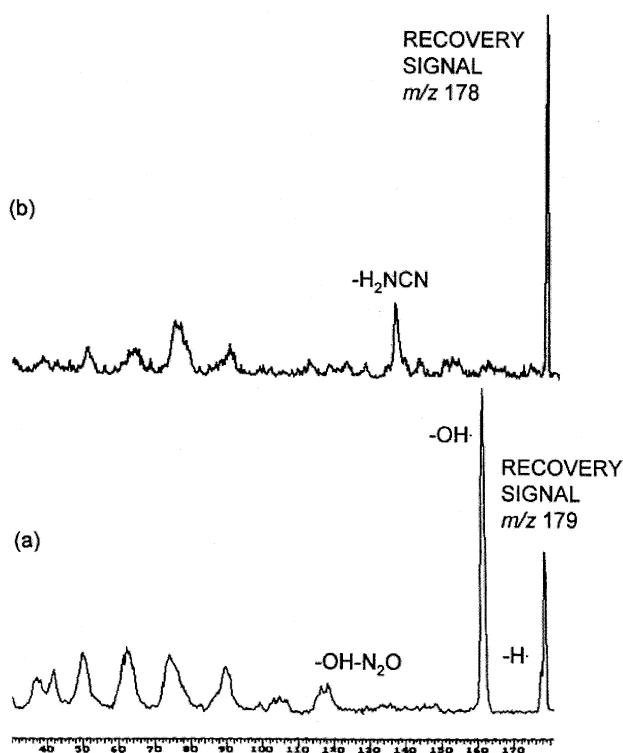 RECOVERY
SIGNAL
m/z 178
(b)
-H₂NCN
-OH·
RECOVERY
SIGNAL
m/z 179
(a)
-H·
-OH-N₂O
40 50 60 70 80 90 100 110 120 130 140 150 160 170